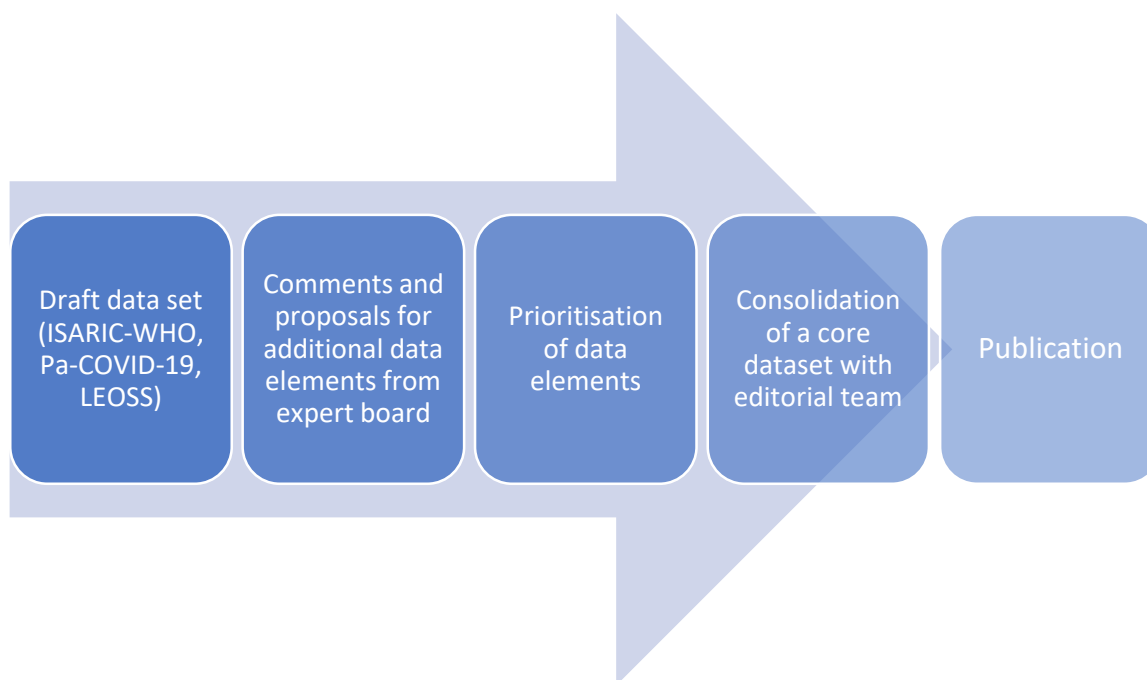 Draft data set
(ISARIC-WHO,
Pa-COVID-19,
LEOSS)
Comments and
proposals for
additional data
elements from
expert board
Prioritisation
of data
elements
Consolidation
of a core
dataset with
editorial team
Publication